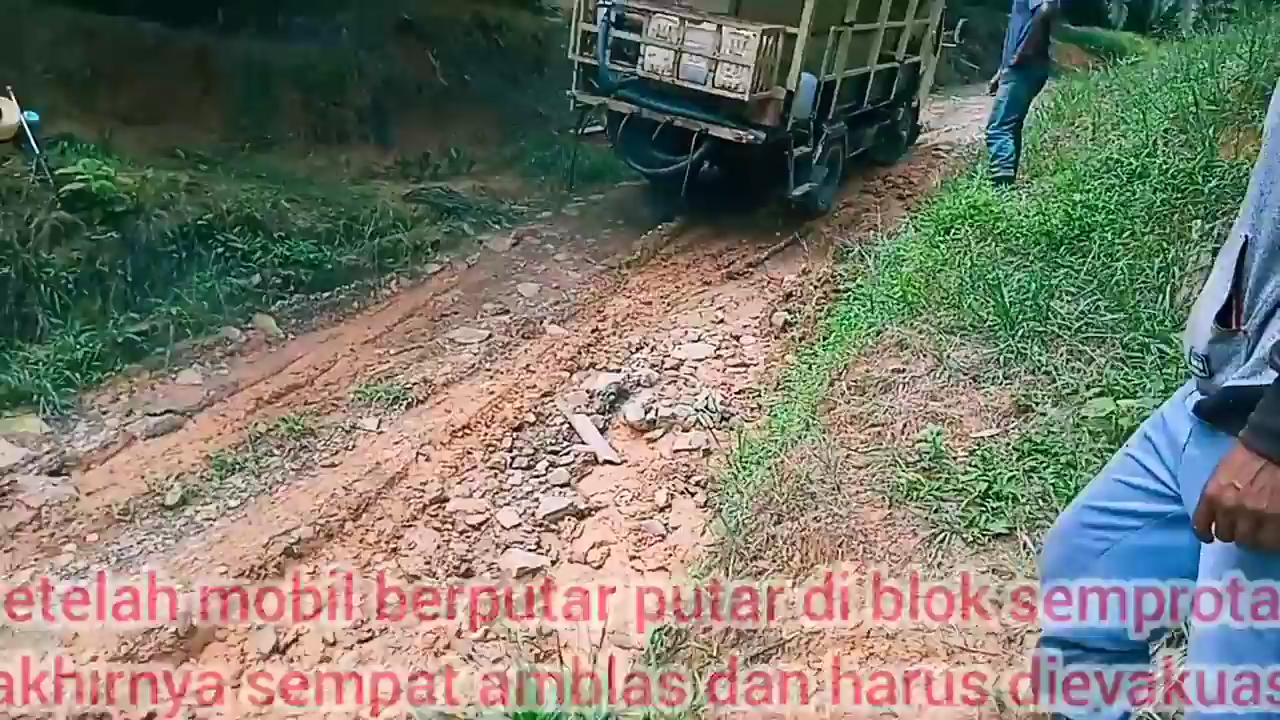 etelah mobil berputar putar di blok semprota
akhirnya sempat amblas dan harus dievakuas